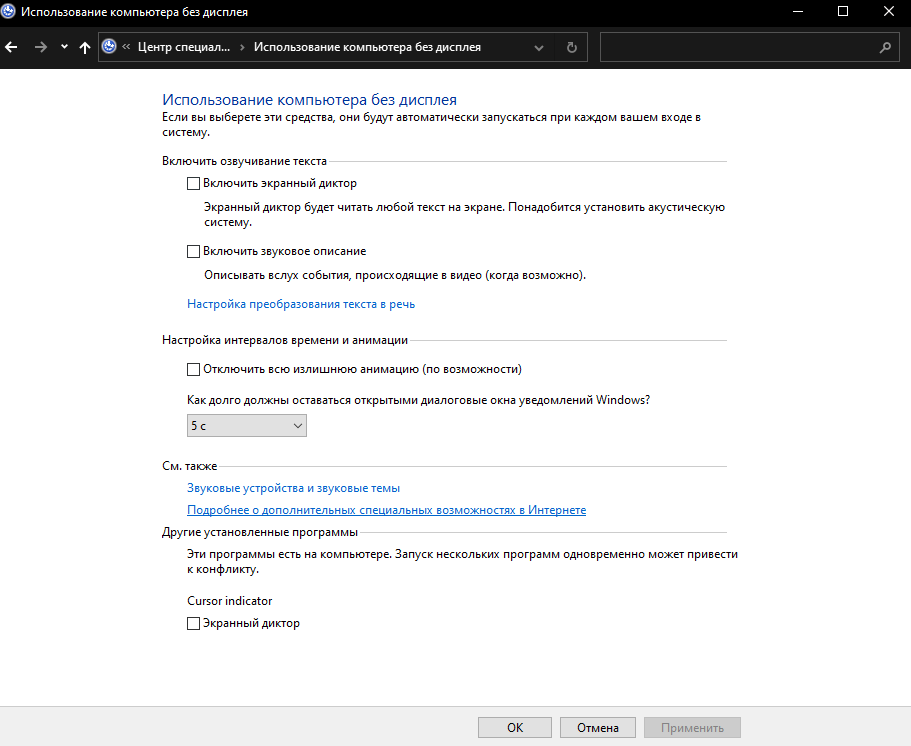 Использование компьютера без дисплея
« Центр специал... › Использование компьютера без дисплея
Использование компьютера без дисплея
Если вы выберете эти средства, они будут автоматически запускаться при каждом вашем входе в
систему.
Включить озвучивание текста
Включить экранный диктор
Экранный диктор будет читать любой текст на экране. Понадобится установить акустическую
систему.
Включить звуковое описание
Описывать вслух события, происходящие в видео (когда возможно).
Настройка преобразования текста в речь
Настройка интервалов времени и анимации
Отключить всю излишнюю анимацию (по возможности)
Как долго должны оставаться открытыми диалоговые окна уведомлений Windows?
5 с
См. также
Звуковые устройства и звуковые темы
Подробнее о дополнительных специальных возможностях в Интернете
Другие установленные программы
Эти программы есть на компьютере. Запуск нескольких программ одновременно может привести
к конфликту.
Cursor indicator
Экранный диктор
ОК Отмена Применить